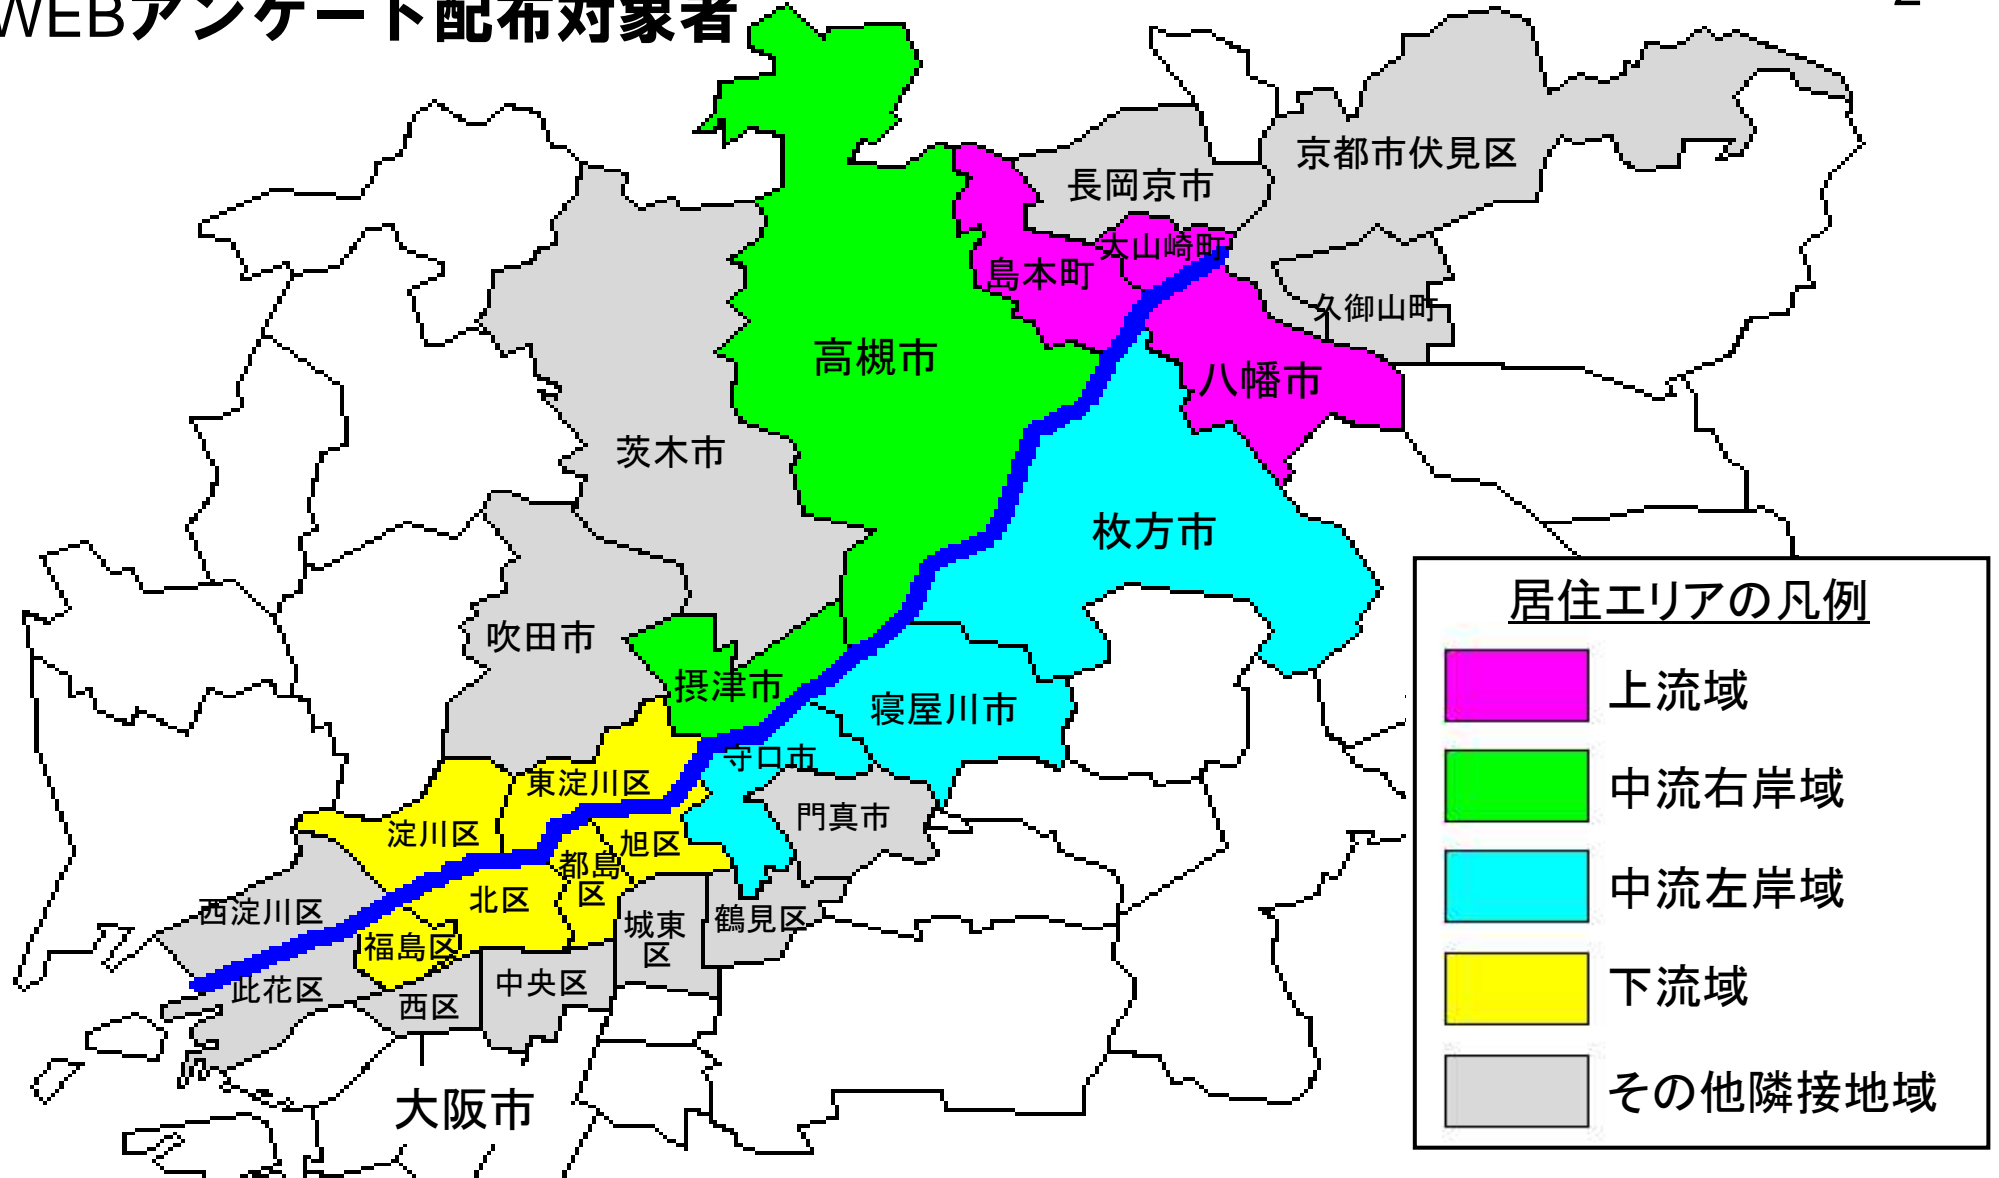 WEBアンケート配布対象者
京都市伏見区
長岡京市
大山崎町
島本町
久御山町
高槻市
八幡市
茨木市
枚方市
吹田市
摂津市
寝屋川市
守口市
東淀川区
門真市
淀川区
旭区
都島
区
北区
西淀川区
鶴見区
城東
区
福島区
中央区
此花区
西区
大阪市
居住エリアの凡例
上流域
中流右岸域
中流左岸域
下流域
その他隣接地域